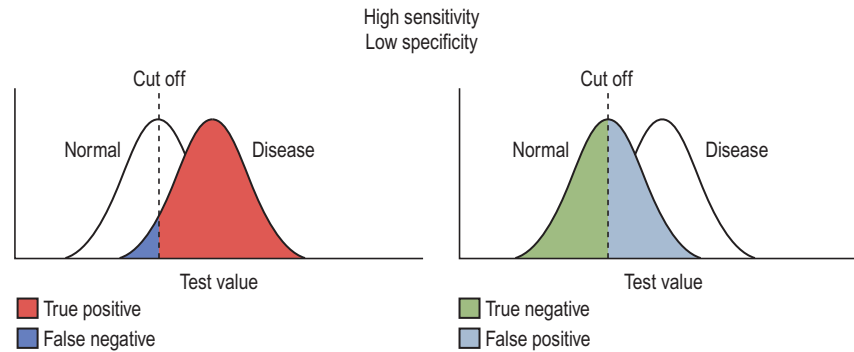 High sensitivity
Low specificity
Cut off
Normal
Disease
Test value
True positive
False negative
Cut off
Normal
Disease
Test value
True negative
False positive